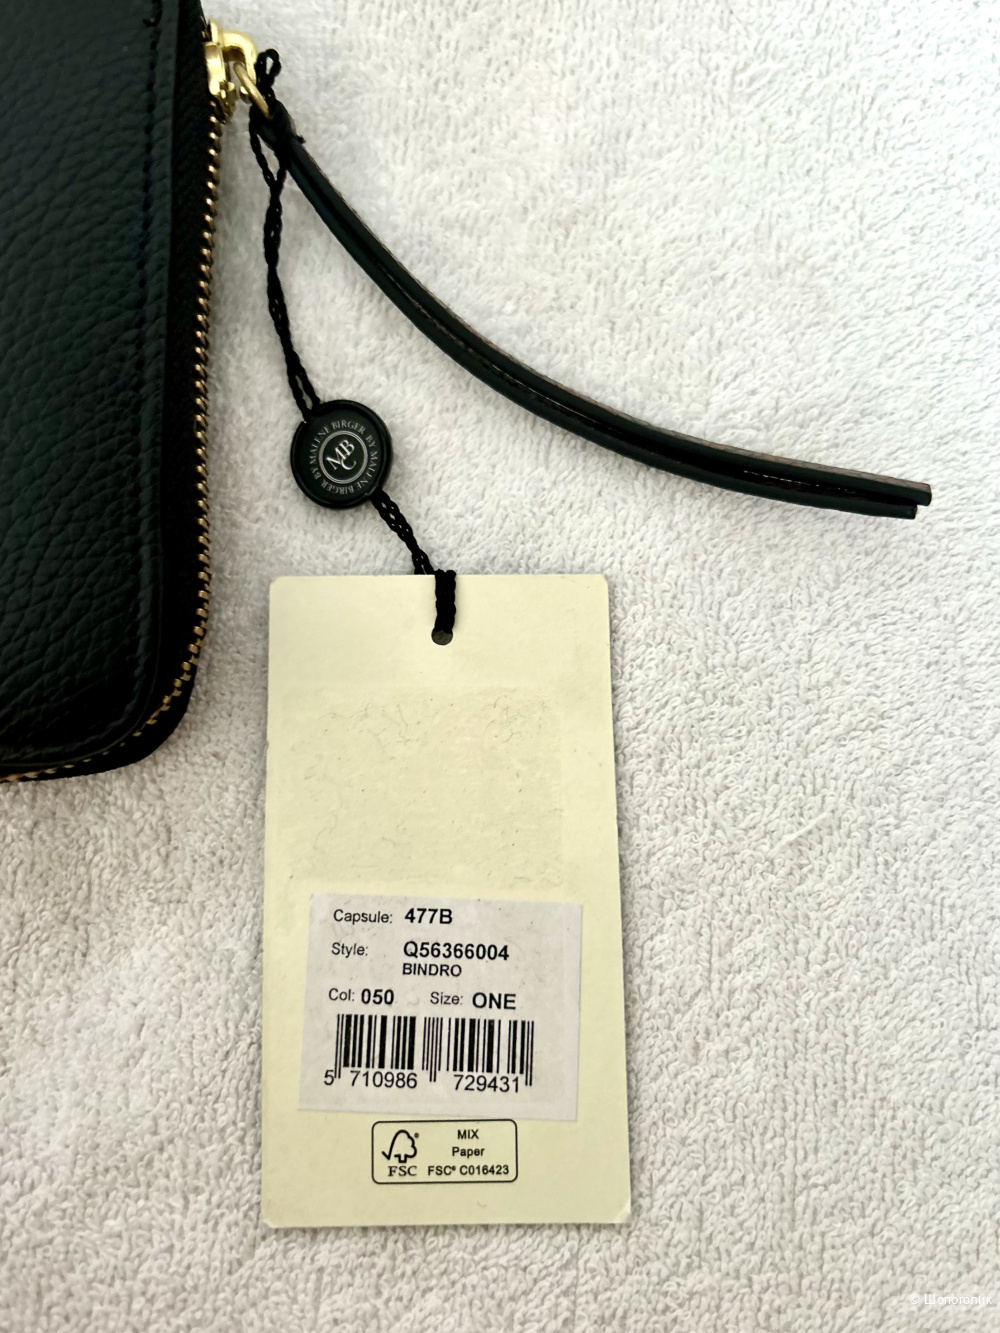 BY MALENE BIRGER BY MALENE BIRGER
MB
C
Capsule: 477B
Style: Q56366004
BINDRO
Col: 050 Size: ONE
5 710986 729431
MIX
Paper
FSC® C016423
FSC
© Шопоголик